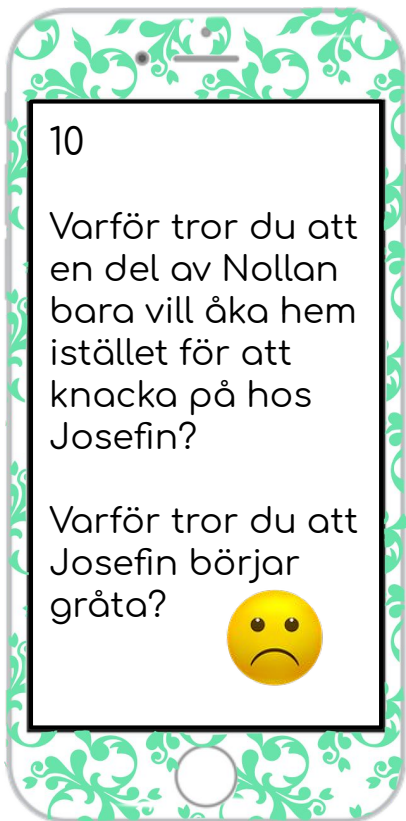 10
Varför tror du att
en del av Nollan
bara vill åka hem
istället för att
knacka på hos
Josefin?
Varför tror du att
Josefin börjar
gråta?